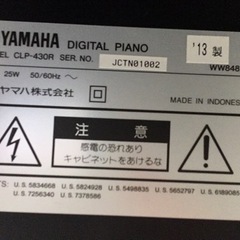 YAMAHA DIGITAL PIANO
'13 製
EL CLP-430R SER. NO. JCTN01002
25W 50/60Hz WW848
ヤマハ株式会社
MADE IN INDONES
注 意
感電の恐れあり
キャビネットをあけるな
TS: U.S. 5834668 U.S. 5824928 U.S. 5498835 U.S. 5652797 U.S. 6189085
U.S. 7256340 U.S. 7378586